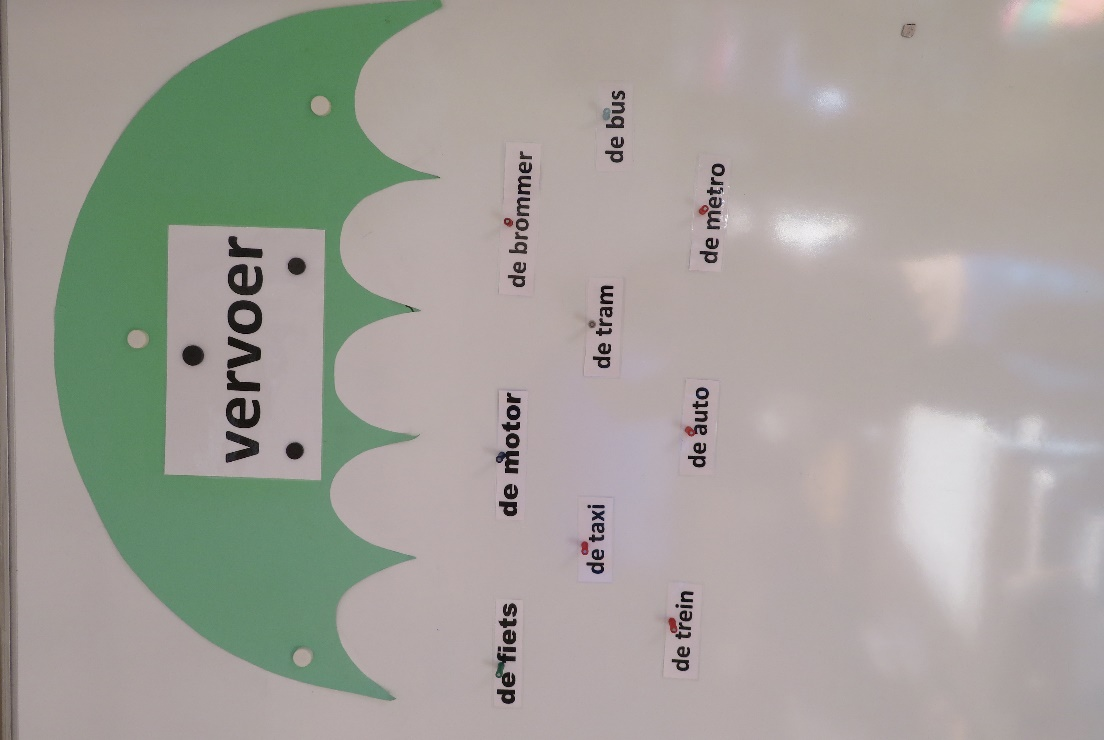 vervoer
de fiets
de motor
de brommer
de taxi
de tram
de bus
de trein
de auto
de metro